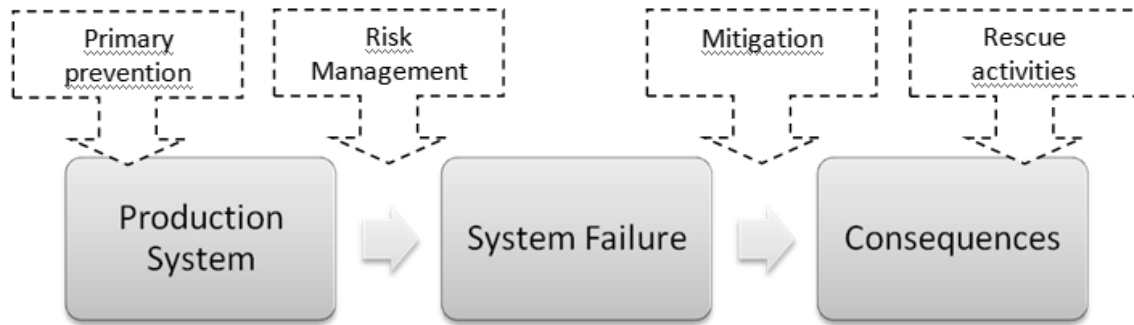 Primary
prevention
Risk
Management
Mitigation
Rescue
activities
Production
System
System Failure
Consequences